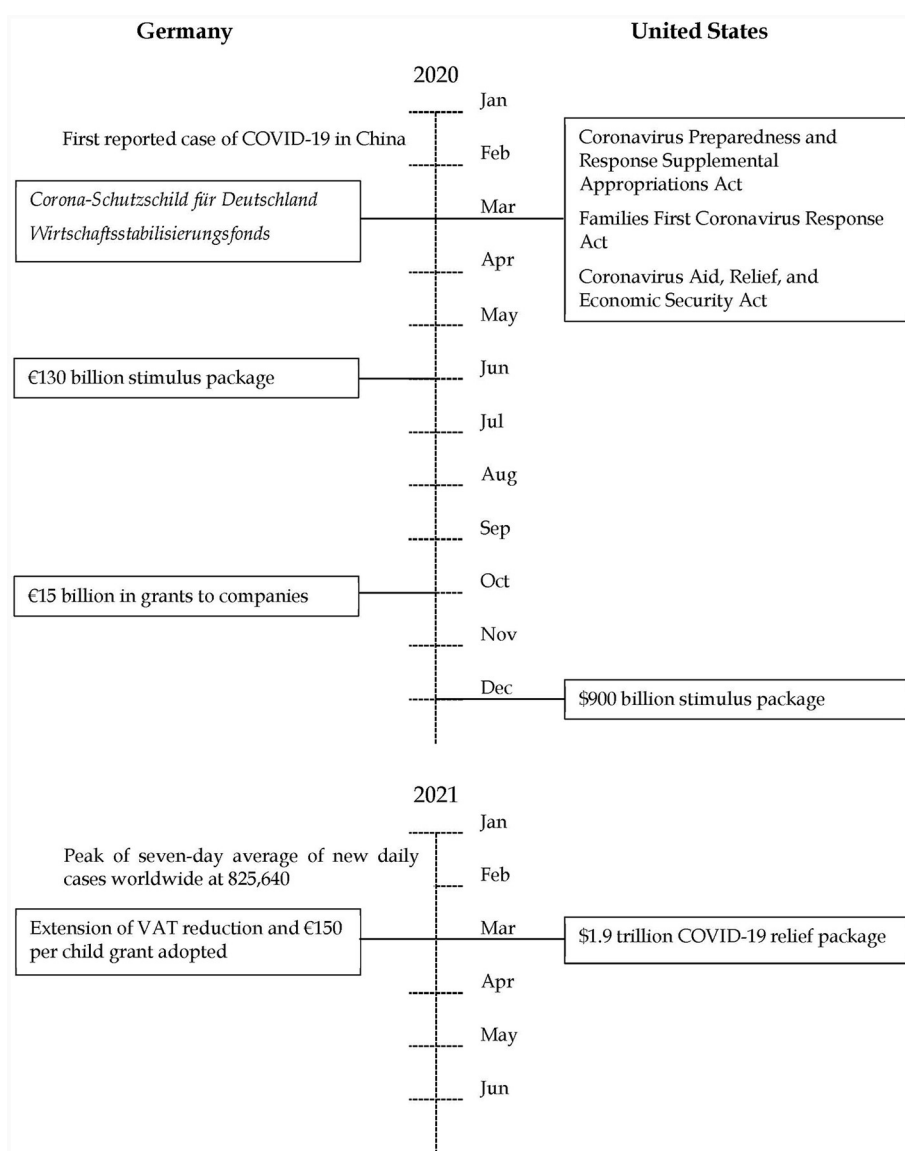 Germany
United States
2020
Jan
First reported case of COVID-19 in China
Feb
Corona-Schutzschild für Deutschland
Wirtschaftsstabilisierungsfonds
Mar
Coronavirus Preparedness and
Response Supplemental
Appropriations Act
Families First Coronavirus Response
Act
Coronavirus Aid, Relief, and
Economic Security Act
Apr
May
€130 billion stimulus package
Jun
Jul
Aug
Sep
€15 billion in grants to companies
Oct
Nov
Dec
$900 billion stimulus package
2021
Jan
Peak of seven-day average of new daily
cases worldwide at 825,640
Feb
Extension of VAT reduction and €150
per child grant adopted
Mar
$1.9 trillion COVID-19 relief package
Apr
May
Jun